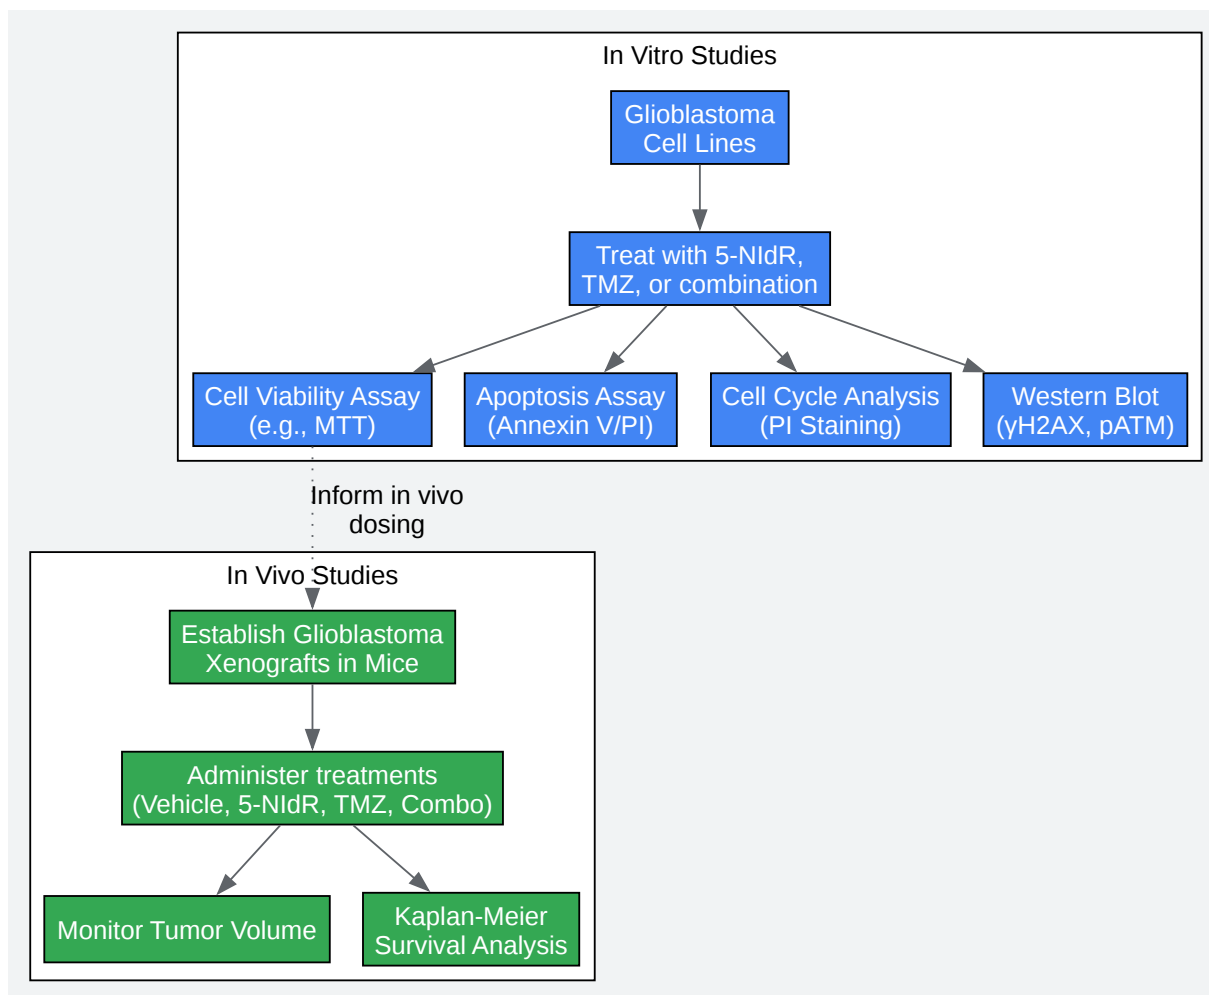 In Vitro Studies
Glioblastoma
Cell Lines
Treat with 5-NIdR,
TMZ, or combination
Cell Viability Assay
(e.g., MTT)
Apoptosis Assay
(Annexin V/PI)
Cell Cycle Analysis
(PI Staining)
Western Blot
(γH2AX, pATM)
Inform in vivo
dosing
In Vivo Studies
Establish Glioblastoma
Xenografts in Mice
Administer treatments
(Vehicle, 5-NIdR, TMZ, Combo)
Monitor Tumor Volume
Kaplan-Meier
Survival Analysis